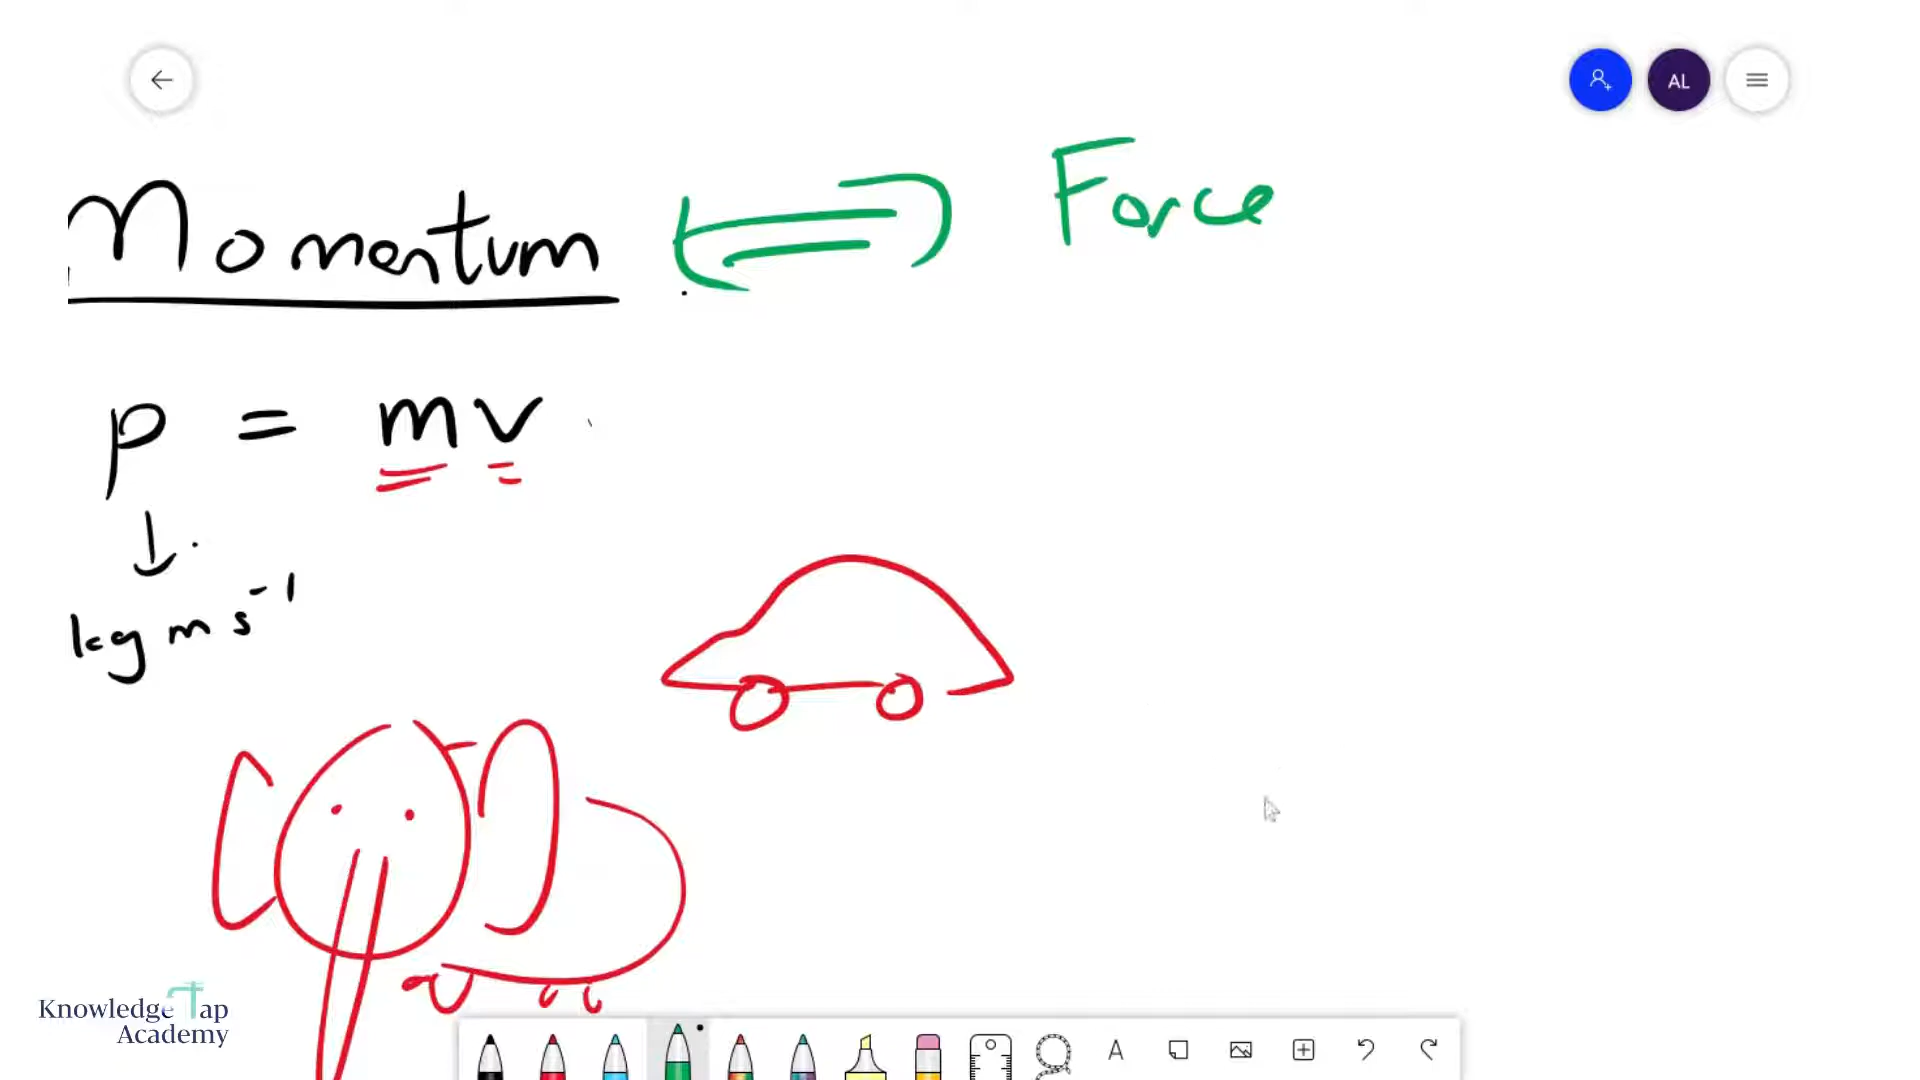 AL
Momentum Force
p = mv
kg m s⁻¹
Knowledge Tap
Academy
A